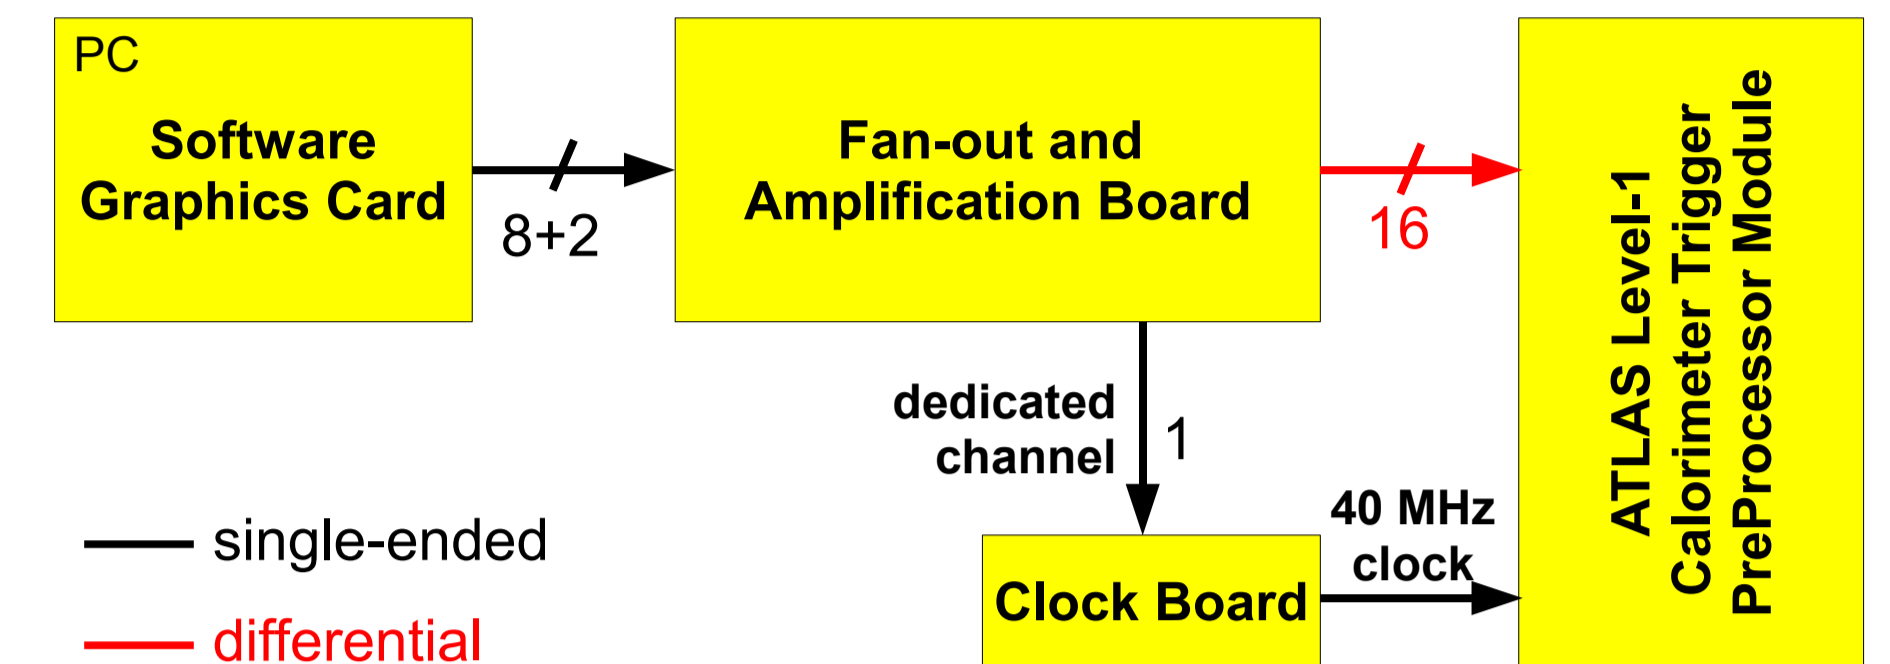 PC
Software
Graphics Card
8+2
Fan-out and
Amplification Board
16
ATLAS Level-1
Calorimeter Trigger
PreProcessor Module
dedicated
channel
1
40 MHz
clock
Clock Board
single-ended
differential